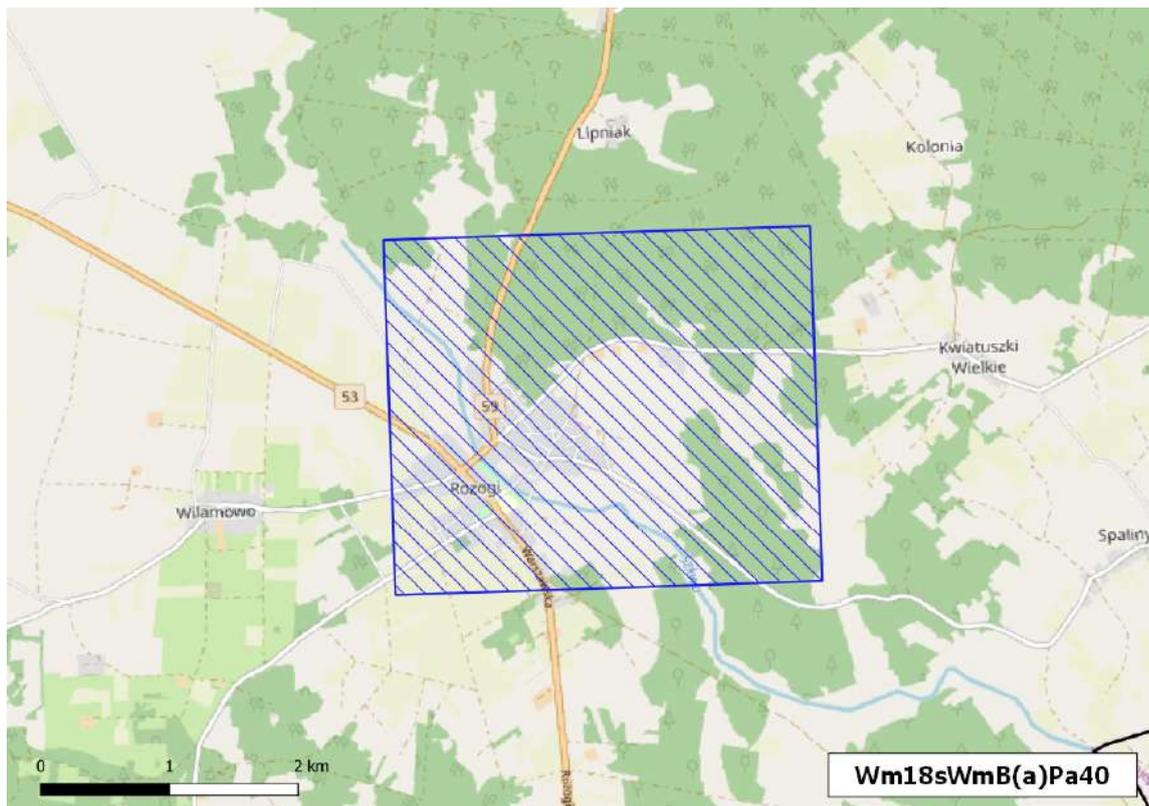 Lipniak
Kolonia
Kwiatuszki
Wielkie
53
59
Rozogi
Wilamowo
Spaliny
Warszawska
0 1 2 km
Wm18sWmB(a)Pa40